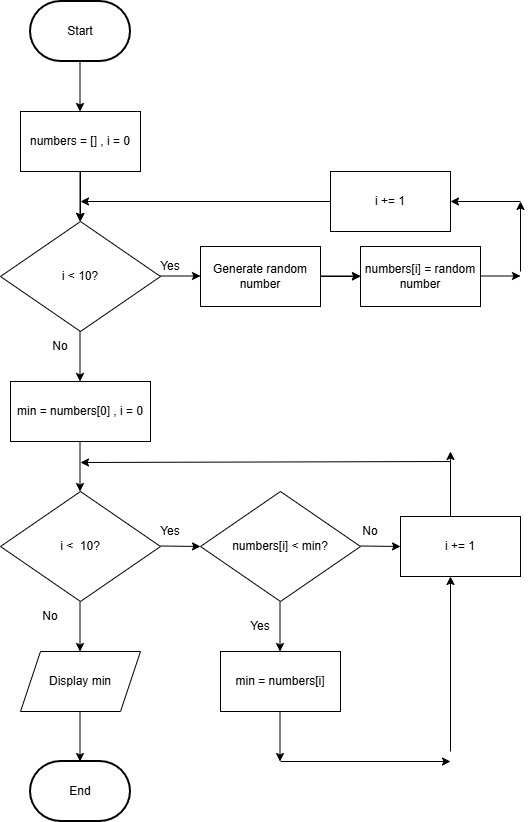 Start
numbers = [] , i = 0
i += 1
i < 10?
Yes
Generate random
number
numbers[i] = random
number
No
min = numbers[0] , i = 0
i <  10?
Yes
numbers[i] < min?
No
i += 1
No
Yes
Display min
min = numbers[i]
End